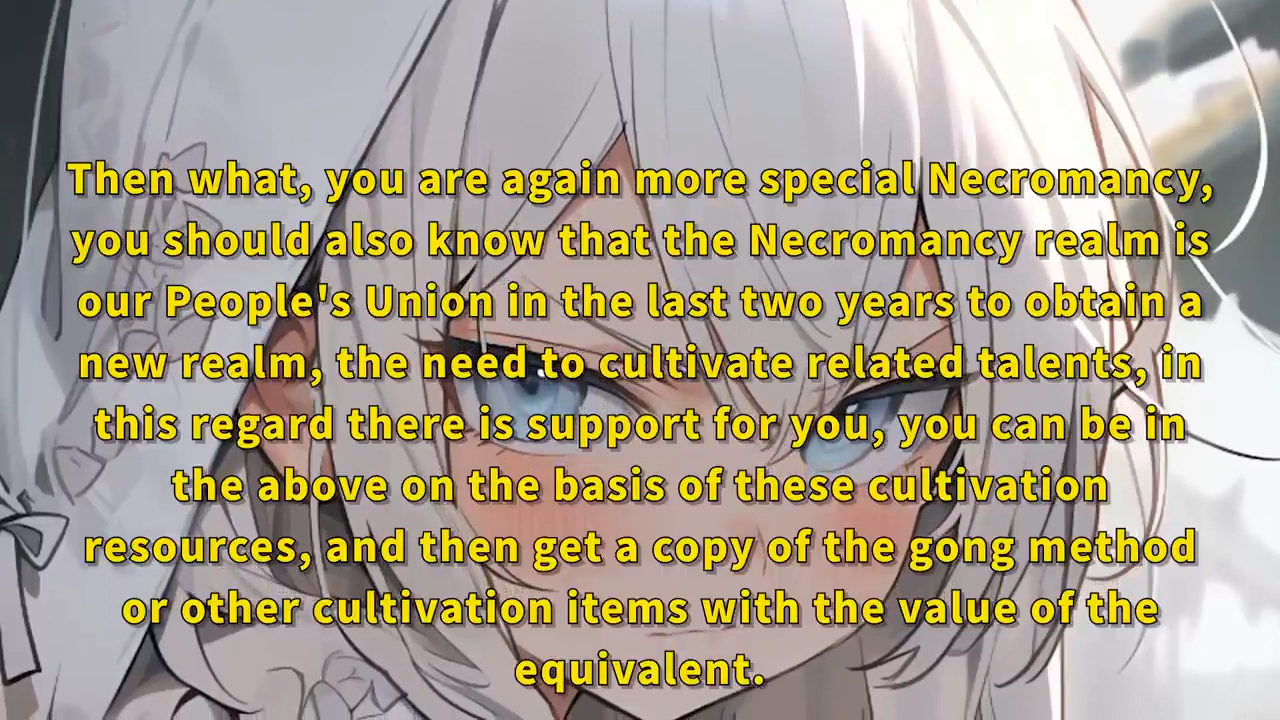 Then what, you are again more special Necromancy,
you should also know that the Necromancy realm is
our People's Union in the last two years to obtain a
new realm, the need to cultivate related talents, in
this regard there is support for you, you can be in
the above on the basis of these cultivation
resources, and then get a copy of the gong method
or other cultivation items with the value of the
equivalent.